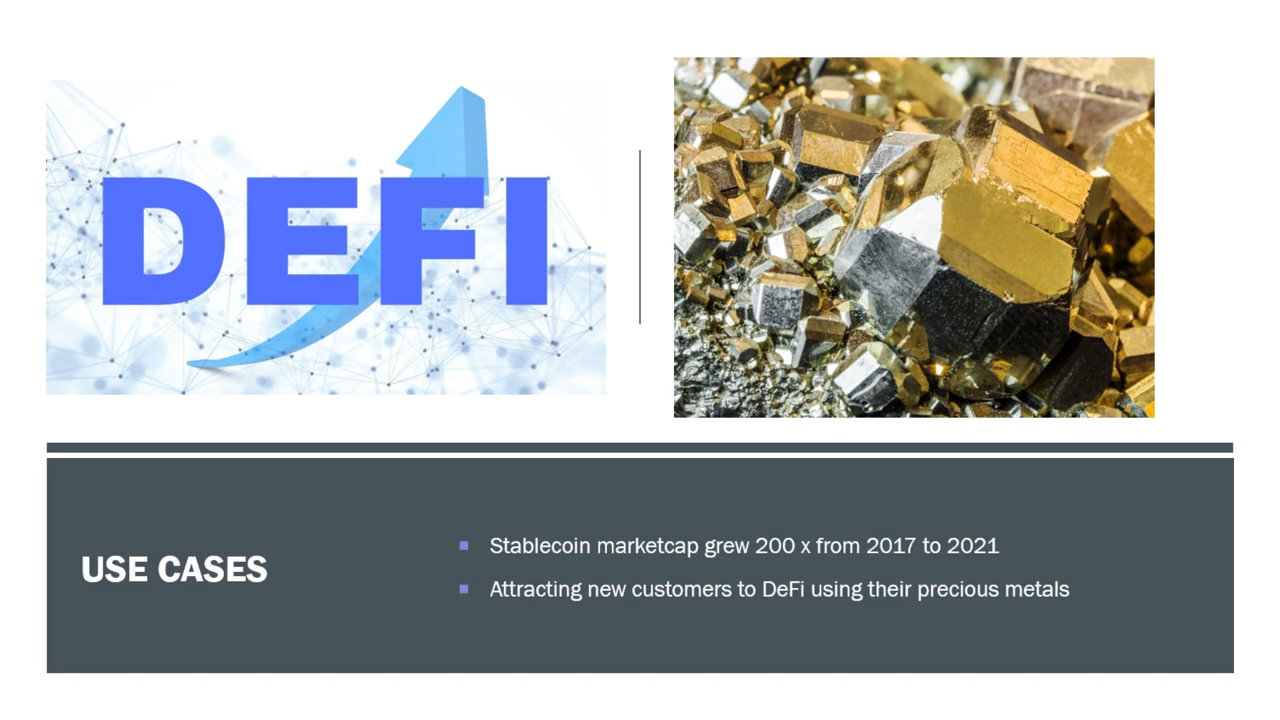 DEFI
USE CASES
Stablecoin marketcap grew 200 x from 2017 to 2021
Attracting new customers to DeFi using their precious metals